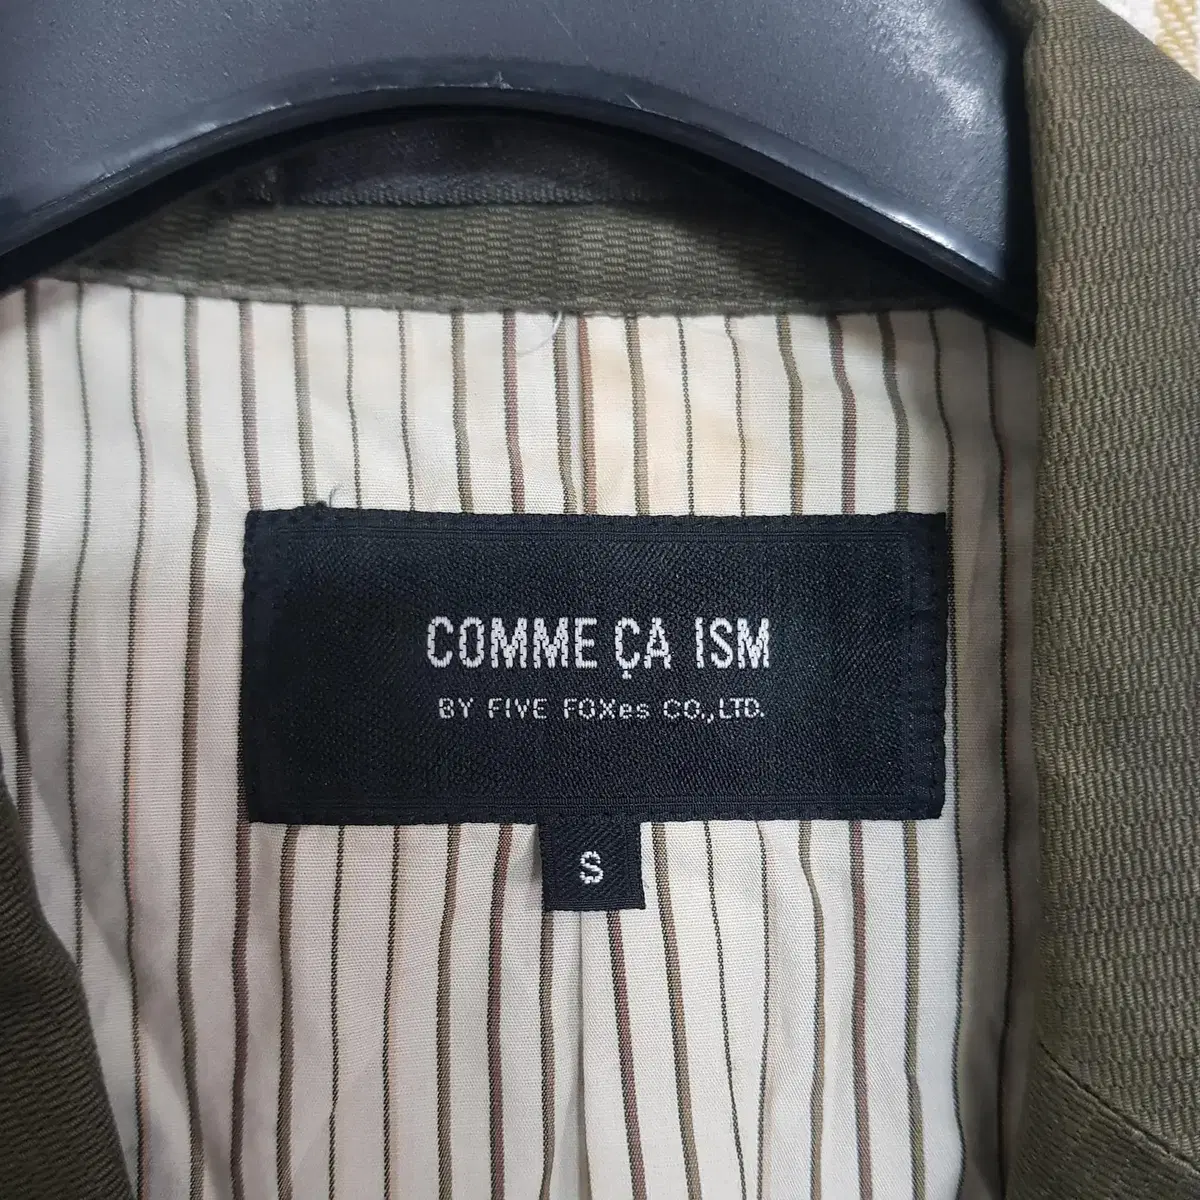 COMME ÇA ISM
BY FIVE FOXes CO.,LTD.
S